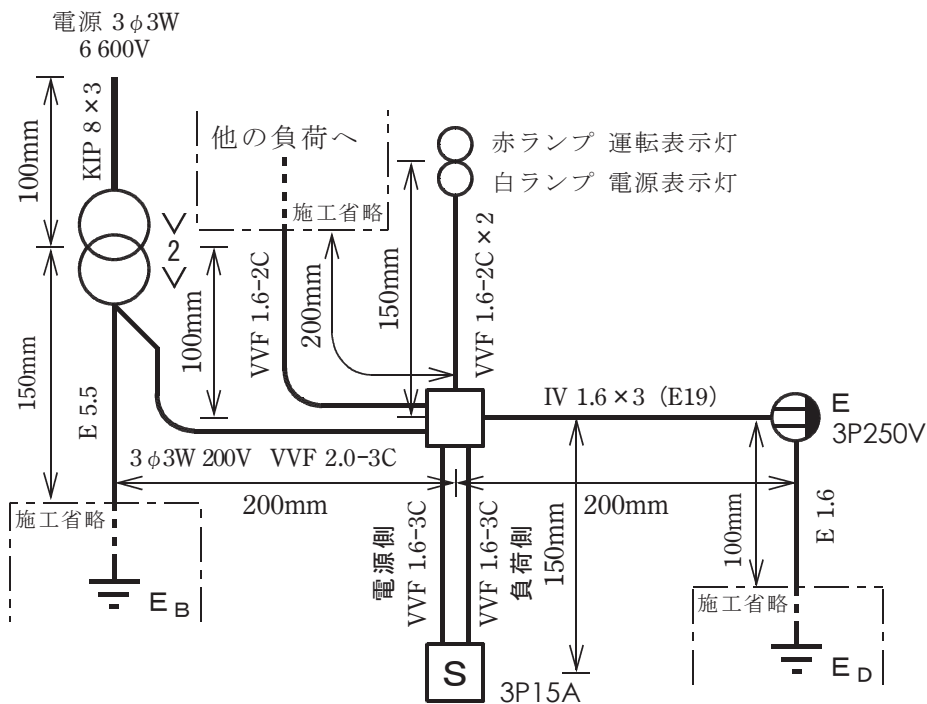 電源 3φ3W
6 600V
100mm
KIP 8×3
2
他の負荷へ
施工省略
赤ランプ 運転表示灯
白ランプ 電源表示灯
150mm
E 5.5
100mm
VVF 1.6-2C
200mm
150mm
VVF 1.6-2C×2
IV 1.6×3 (E19)
E
3P250V
3φ3W 200V VVF 2.0-3C
200mm
200mm
施工省略
E B
電源側
VVF 1.6-3C
VVF 1.6-3C
負荷側
150mm
100mm
E 1.6
施工省略
E D
S
3P15A